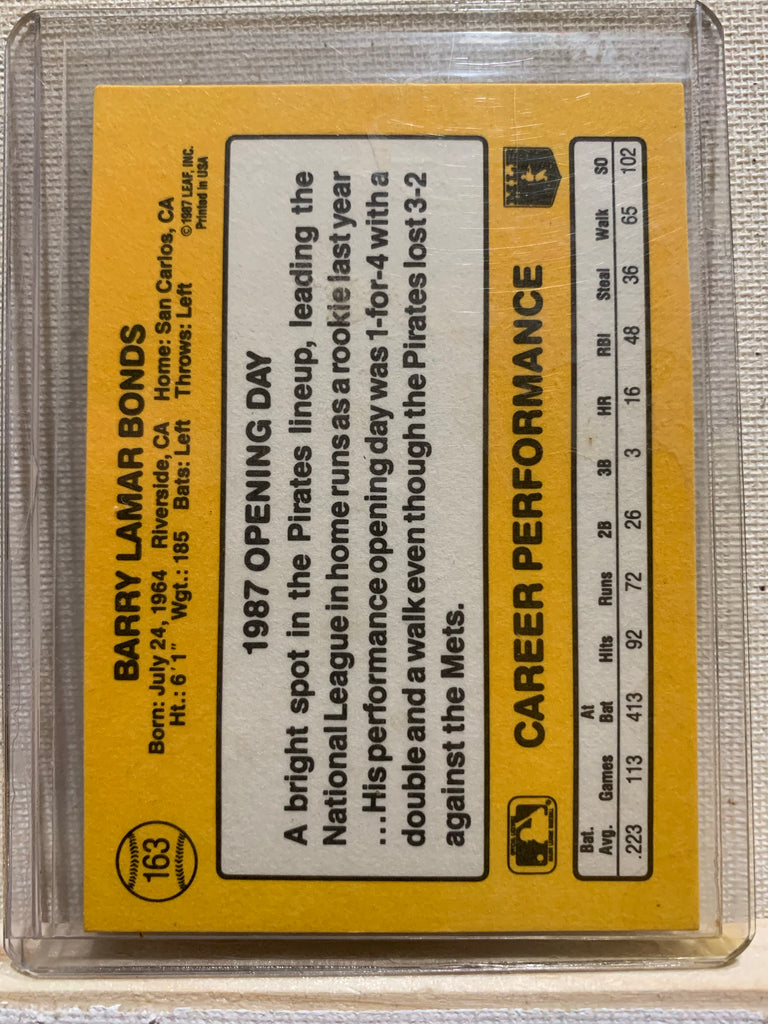 163
BARRY LAMAR BONDS
Born: July 24, 1964 Riverside, CA Home: San Carlos, CA
Ht.: 6'1" Wgt.: 185 Bats: Left Throws: Left
© 1987 LEAF, INC.
Printed in USA
1987 OPENING DAY
A bright spot in the Pirates lineup, leading the
National League in home runs as a rookie last year
...His performance opening day was 1-for-4 with a
double and a walk even though the Pirates lost 3-2
against the Mets.
CAREER PERFORMANCE
Bat. Avg. Games At Bat Hits Runs 2B 3B HR RBI Steal Walk SO
.223 113 413 92 72 26 3 16 48 36 65 102